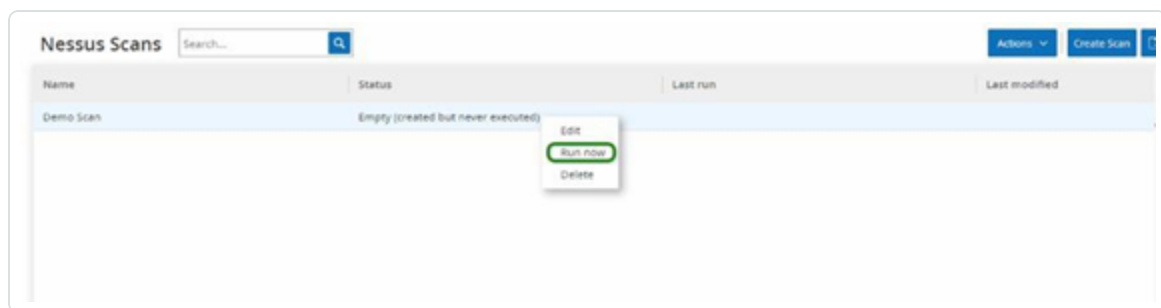 Nessus Scans Search... Actions Create Scan
Name Status Last run Last modified
Demo Scan Empty (created but never executed)
Edit
Run now
Delete